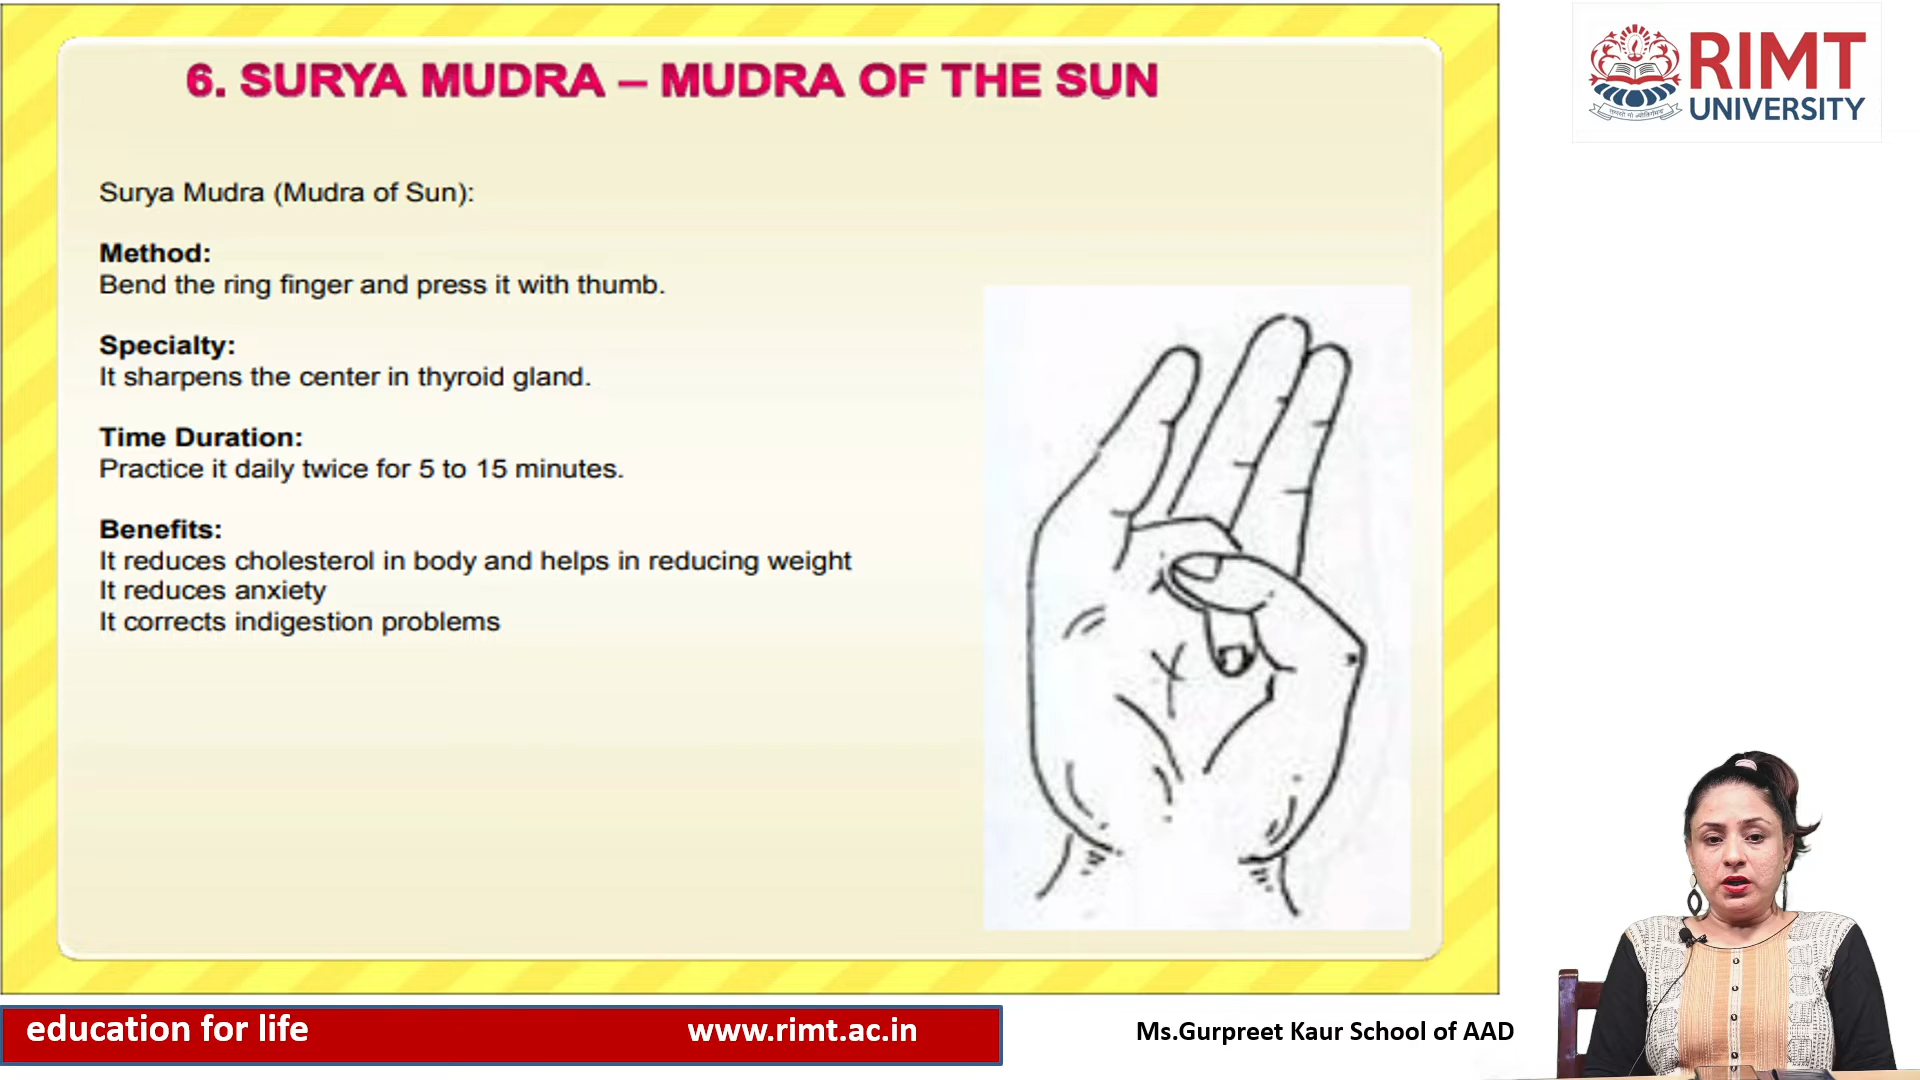 6. SURYA MUDRA – MUDRA OF THE SUN
Surya Mudra (Mudra of Sun):
Method:
Bend the ring finger and press it with thumb.
Specialty:
It sharpens the center in thyroid gland.
Time Duration:
Practice it daily twice for 5 to 15 minutes.
Benefits:
It reduces cholesterol in body and helps in reducing weight
It reduces anxiety
It corrects indigestion problems
RIMT
UNIVERSITY
education for life
www.rimt.ac.in
Ms.Gurpreet Kaur School of AAD